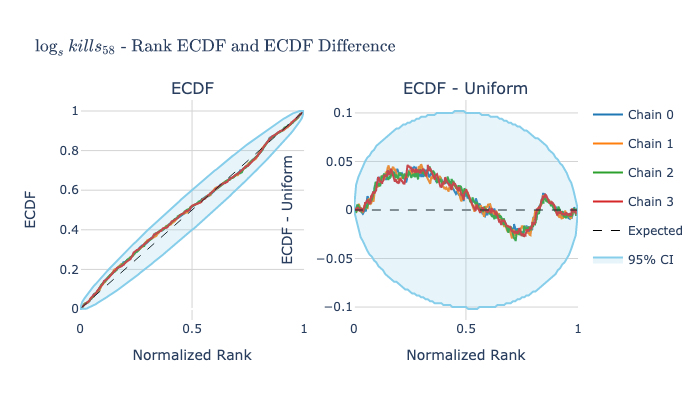 log_s kills_58 - Rank ECDF and ECDF Difference
ECDF
ECDF - Uniform
1
0.8
0.6
0.4
0.2
0
ECDF
0
0.5
1
Normalized Rank
0.1
0.05
0
−0.05
−0.1
ECDF - Uniform
0
0.5
1
Normalized Rank
Chain 0
Chain 1
Chain 2
Chain 3
Expected
95% CI